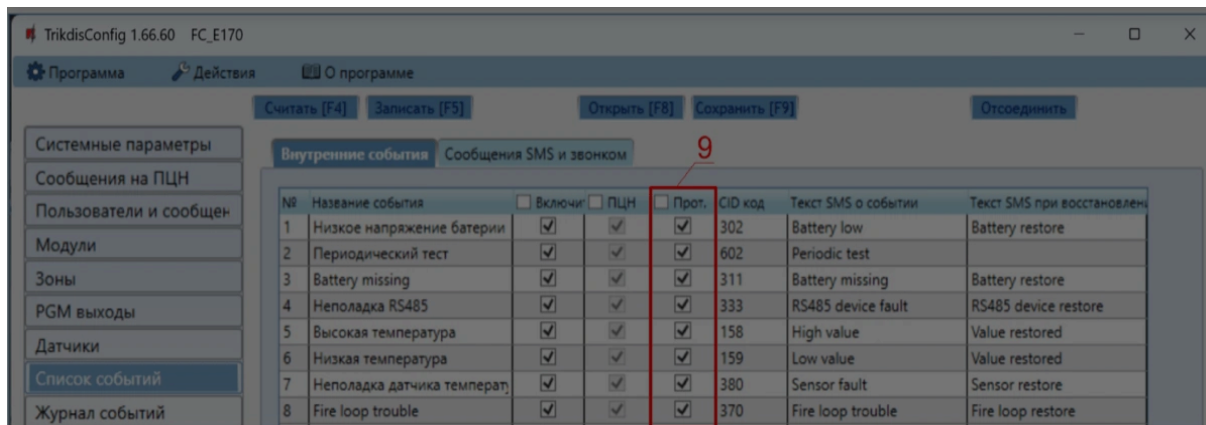 TrikdisConfig 1.66.60 FC_E170
Программа Действия О программе
Считать [F4] Записать [F5] Открыть [F8] Сохранить [F9] Отсоединить
Системные параметры
Сообщения на ПЦН
Пользователи и сообщен
Модули
Зоны
PGM выходы
Датчики
Список событий
Журнал событий
Внутренние события Сообщения SMS и звонком
9
№ Название события Включит ПЦН Прот. CID код Текст SMS о событии Текст SMS при восстановлени
1 Низкое напряжение батерии 302 Battery low Battery restore
2 Периодический тест 602 Periodic test
3 Battery missing 311 Battery missing Battery restore
4 Неполадка RS485 333 RS485 device fault RS485 device restore
5 Высокая температура 158 High value Value restored
6 Низкая температура 159 Low value Value restored
7 Неполадка датчика температ 380 Sensor fault Sensor restore
8 Fire loop trouble 370 Fire loop trouble Fire loop restore